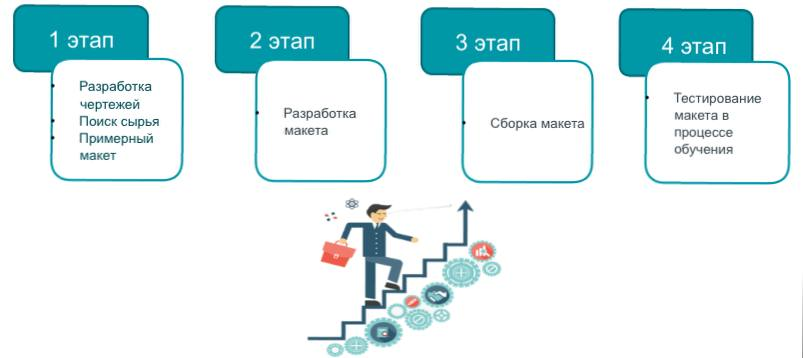 1 этап
Разработка
чертежей
Поиск сырья
Примерный
макет
2 этап
Разработка
макета
3 этап
Сборка макета
4 этап
Тестирование
макета в
процессе
обучения